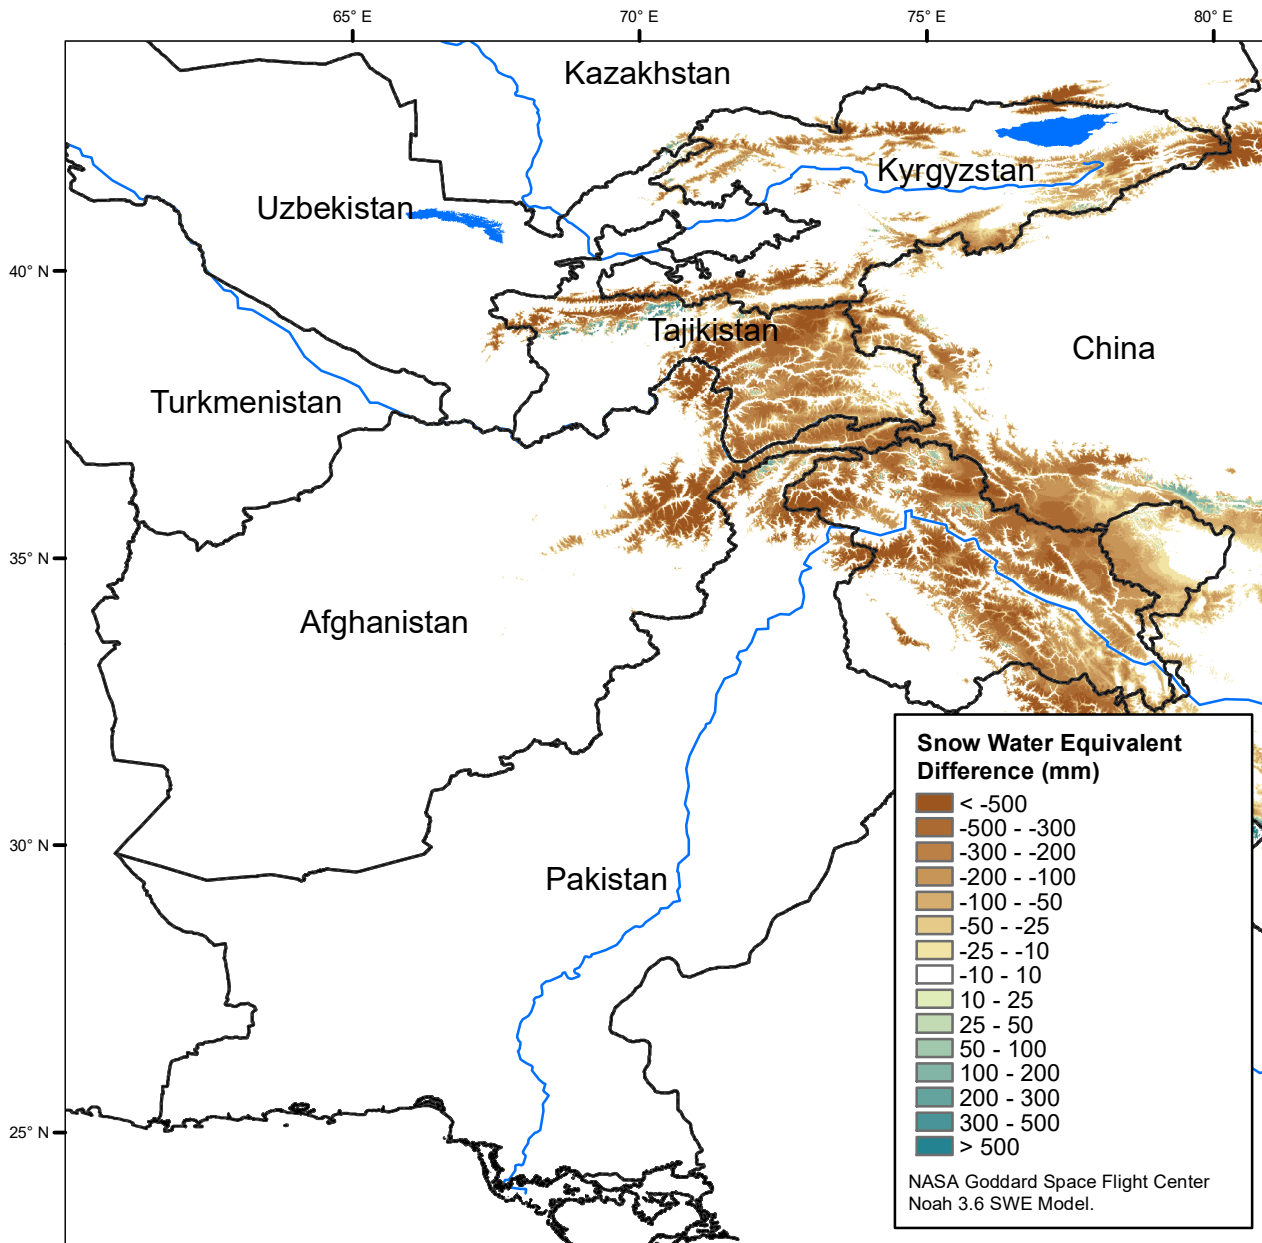 65° E
70° E
75° E
80° E
Kazakhstan
Kyrgyzstan
Uzbekistan
40° N
Tajikistan
China
Turkmenistan
35° N
Afghanistan
30° N
Pakistan
25° N
Snow Water Equivalent
Difference (mm)
< -500
-500 - -300
-300 - -200
-200 - -100
-100 - -50
-50 - -25
-25 - -10
-10 - 10
10 - 25
25 - 50
50 - 100
100 - 200
200 - 300
300 - 500
> 500
NASA Goddard Space Flight Center
Noah 3.6 SWE Model.